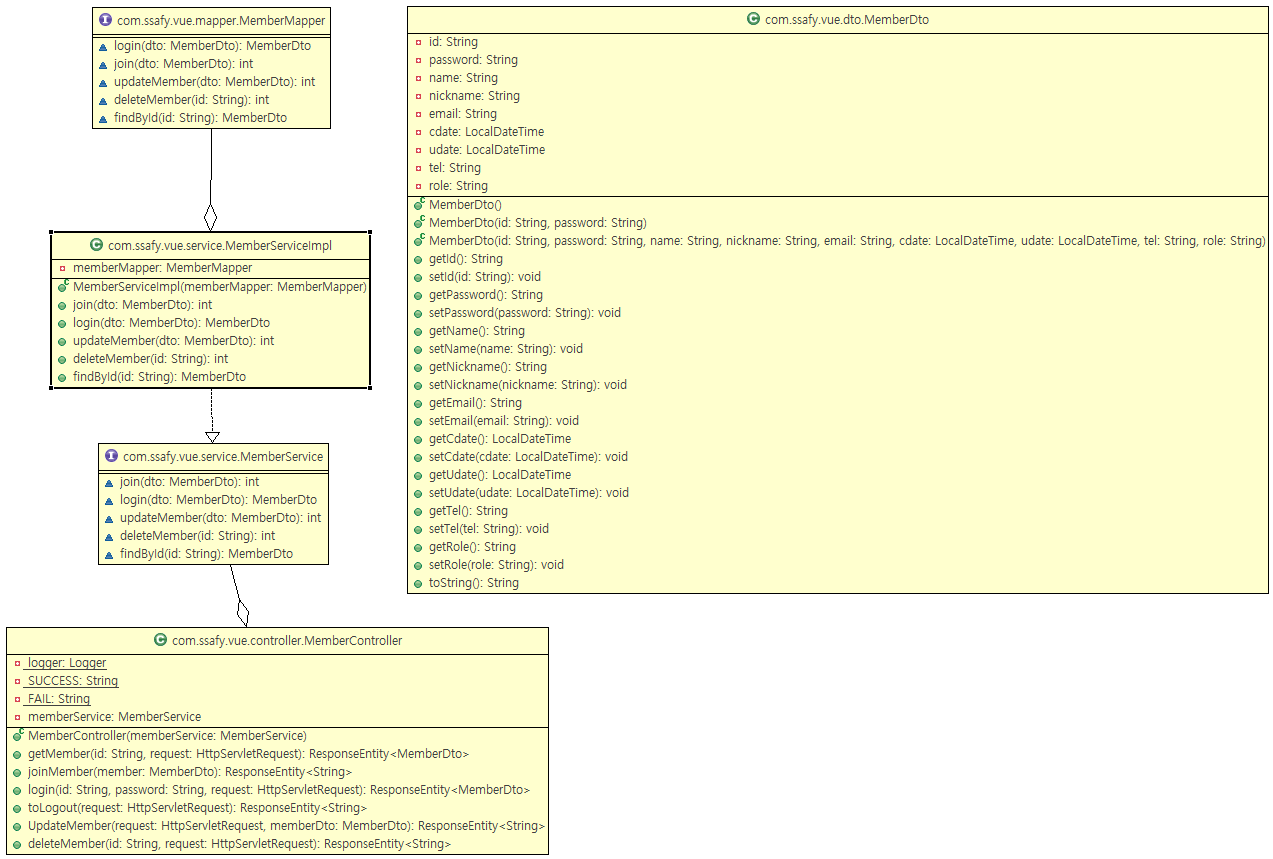 com.ssafy.vue.mapper.MemberMapper
login(dto: MemberDto): MemberDto
join(dto: MemberDto): int
updateMember(dto: MemberDto): int
deleteMember(id: String): int
findById(id: String): MemberDto
com.ssafy.vue.service.MemberServiceImpl
memberMapper: MemberMapper
MemberServiceImpl(memberMapper: MemberMapper)
join(dto: MemberDto): int
login(dto: MemberDto): MemberDto
updateMember(dto: MemberDto): int
deleteMember(id: String): int
findById(id: String): MemberDto
com.ssafy.vue.service.MemberService
join(dto: MemberDto): int
login(dto: MemberDto): MemberDto
updateMember(dto: MemberDto): int
deleteMember(id: String): int
findById(id: String): MemberDto
com.ssafy.vue.controller.MemberController
logger: Logger
SUCCESS: String
FAIL: String
memberService: MemberService
MemberController(memberService: MemberService)
getMember(id: String, request: HttpServletRequest): ResponseEntity<MemberDto>
joinMember(member: MemberDto): ResponseEntity<String>
login(id: String, password: String, request: HttpServletRequest): ResponseEntity<MemberDto>
toLogout(request: HttpServletRequest): ResponseEntity<String>
UpdateMember(request: HttpServletRequest, memberDto: MemberDto): ResponseEntity<String>
deleteMember(id: String, request: HttpServletRequest): ResponseEntity<String>
com.ssafy.vue.dto.MemberDto
id: String
password: String
name: String
nickname: String
email: String
cdate: LocalDateTime
udate: LocalDateTime
tel: String
role: String
MemberDto()
MemberDto(id: String, password: String)
MemberDto(id: String, password: String, name: String, nickname: String, email: String, cdate: LocalDateTime, udate: LocalDateTime, tel: String, role: String)
getId(): String
setId(id: String): void
getPassword(): String
setPassword(password: String): void
getName(): String
setName(name: String): void
getNickname(): String
setNickname(nickname: String): void
getEmail(): String
setEmail(email: String): void
getCdate(): LocalDateTime
setCdate(cdate: LocalDateTime): void
getUdate(): LocalDateTime
setUdate(udate: LocalDateTime): void
getTel(): String
setTel(tel: String): void
getRole(): String
setRole(role: String): void
toString(): String